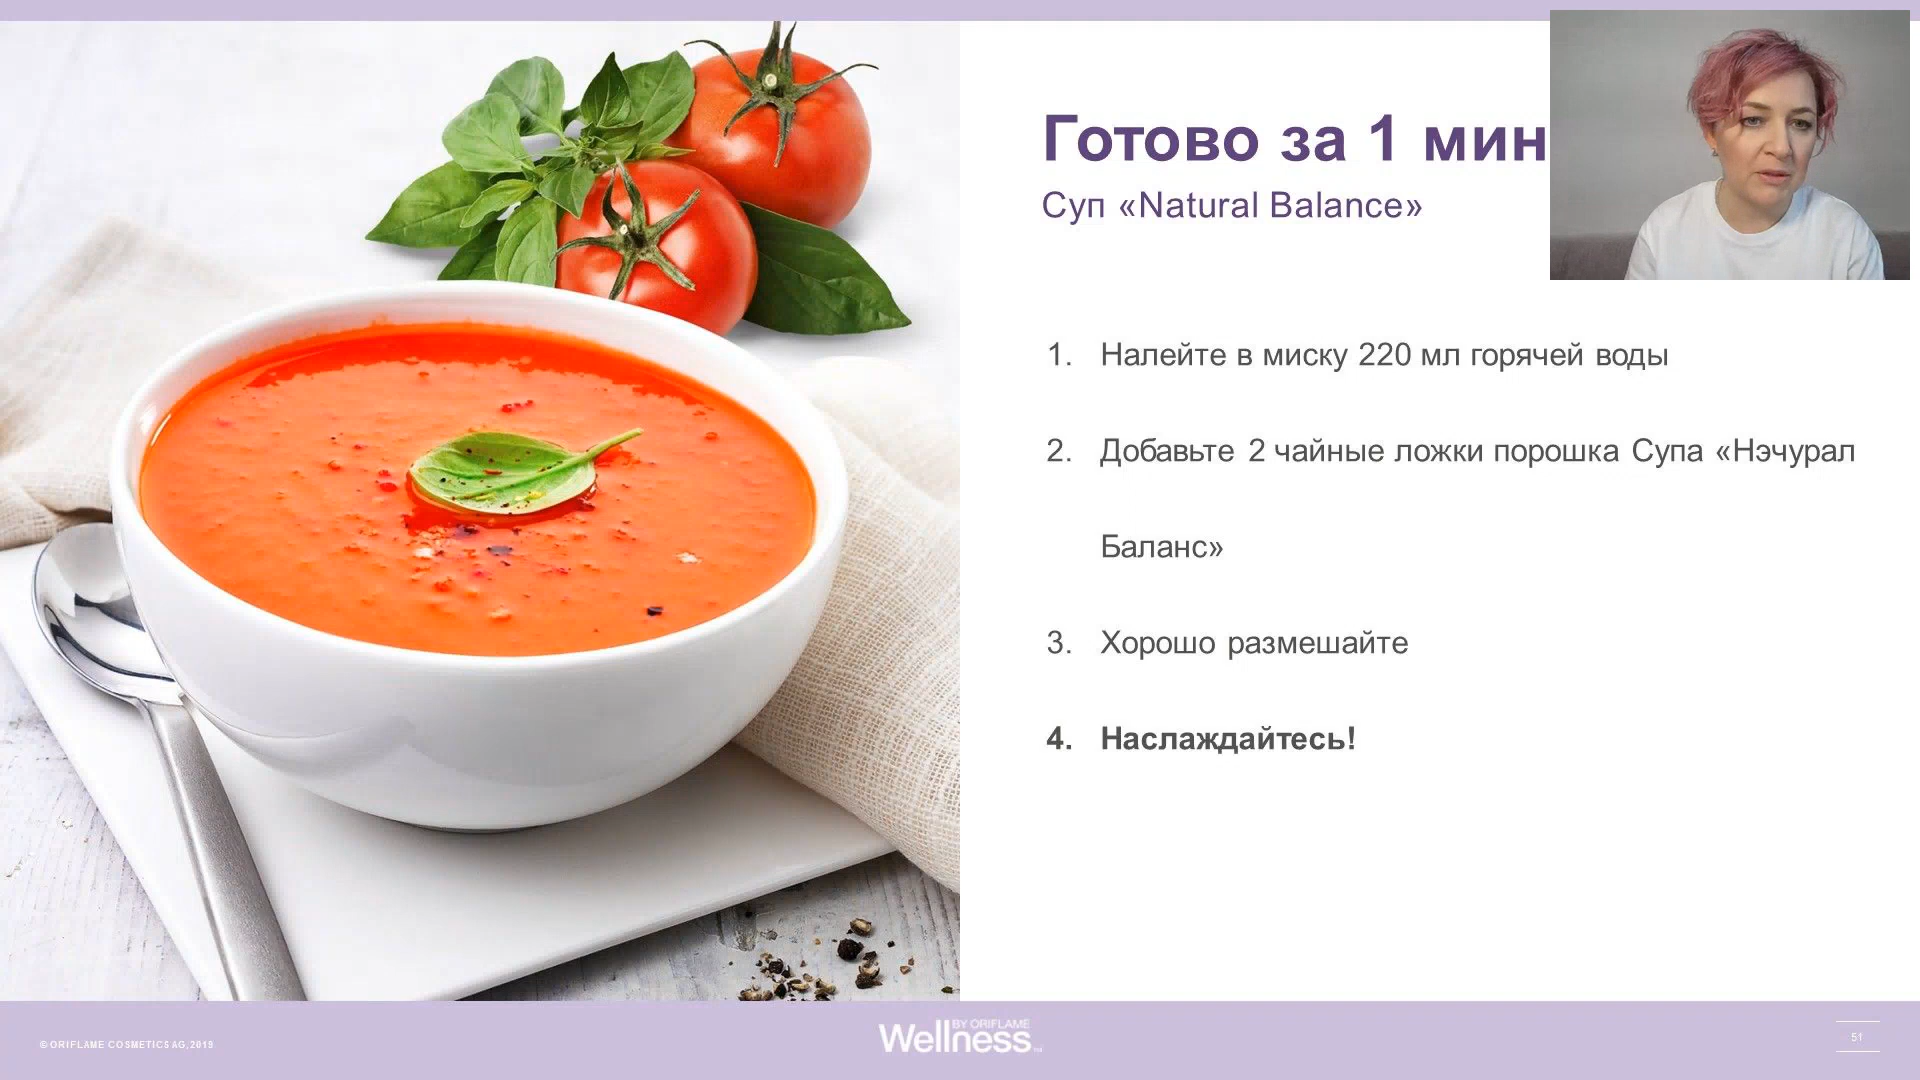 Готово за 1 мин
Суп «Natural Balance»
1. Налейте в миску 220 мл горячей воды
2. Добавьте 2 чайные ложки порошка Супа «Нэчурал
Баланс»
3. Хорошо размешайте
4. Наслаждайтесь!
© ORIFLAME COSMETICS AG, 2019
BY ORIFLAME
Wellness
51